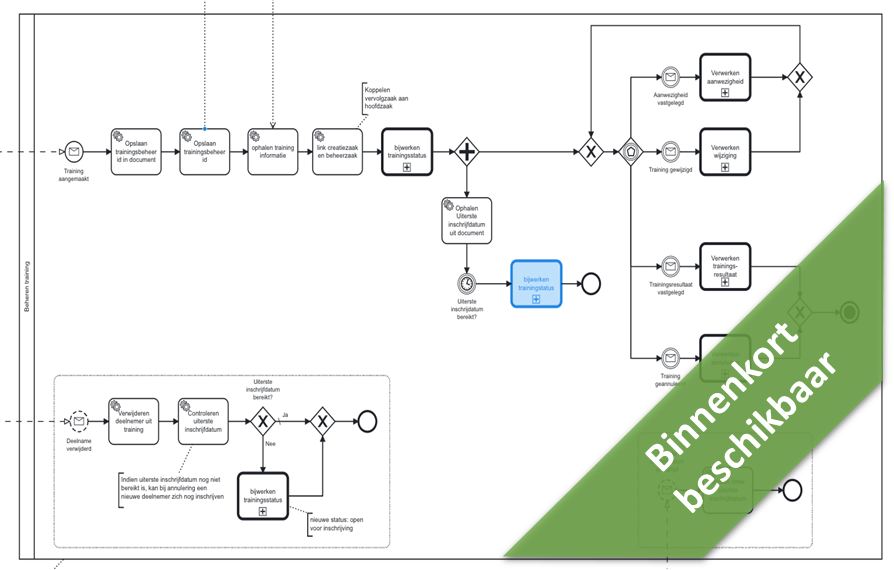 Beheren training
Training
aangemaakt
Opslaan
trainingsbeheer
id in document
Opslaan
trainingsbeheer
id
ophalen training
informatie
link creatiezaak
en beheerzaak
Koppelen
vervolgzaak aan
hoofdzaak
bijwerken
trainingsstatus
Ophalen
Uiterste
inschrijfdatum
uit document
Uiterste
inschrijfdatum
bereikt?
bijwerken
trainingstatus
X
Aanwezigheid
vastgelegd
Verwerken
aanwezigheid
X
Training gewijzigd
Verwerken
wijziging
Trainingsresultaat
vastgelegd
Verwerken
trainings-
resultaat
X
Training
Deelname
verwijderd
Verwijderen
deelnemer uit
training
Controleren
uiterste
inschrijfdatum
Uiterste
inschrijfdatum
bereikt?
X
Ja
Nee
X
Indien uiterste inschrijfdatum nog niet
bereikt is, kan bij annulering een
nieuwe deelnemer zich nog inschrijven
bijwerken
trainingsstatus
nieuwe status: open
voor inschrijving
Binnenkort
beschikbaar